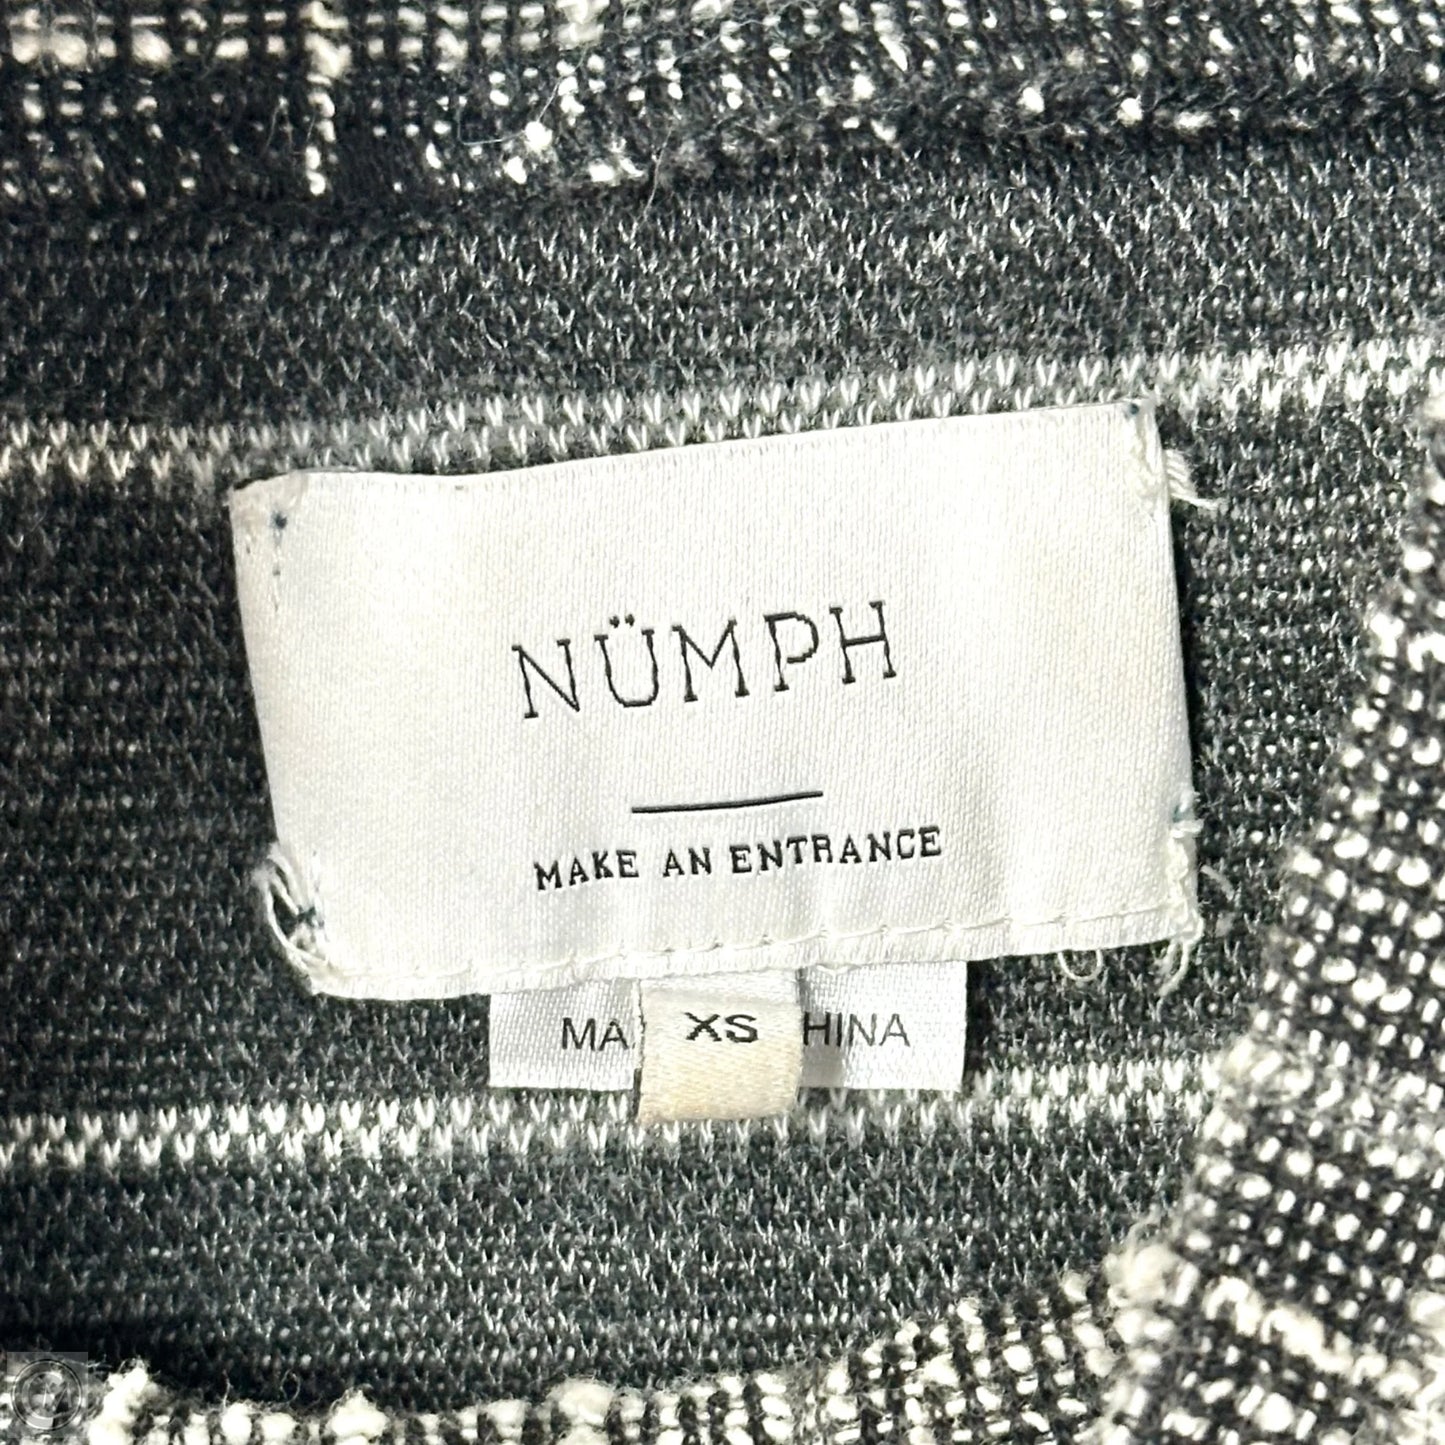 NÜMPH
MAKE AN ENTRANCE
MA XS HINA